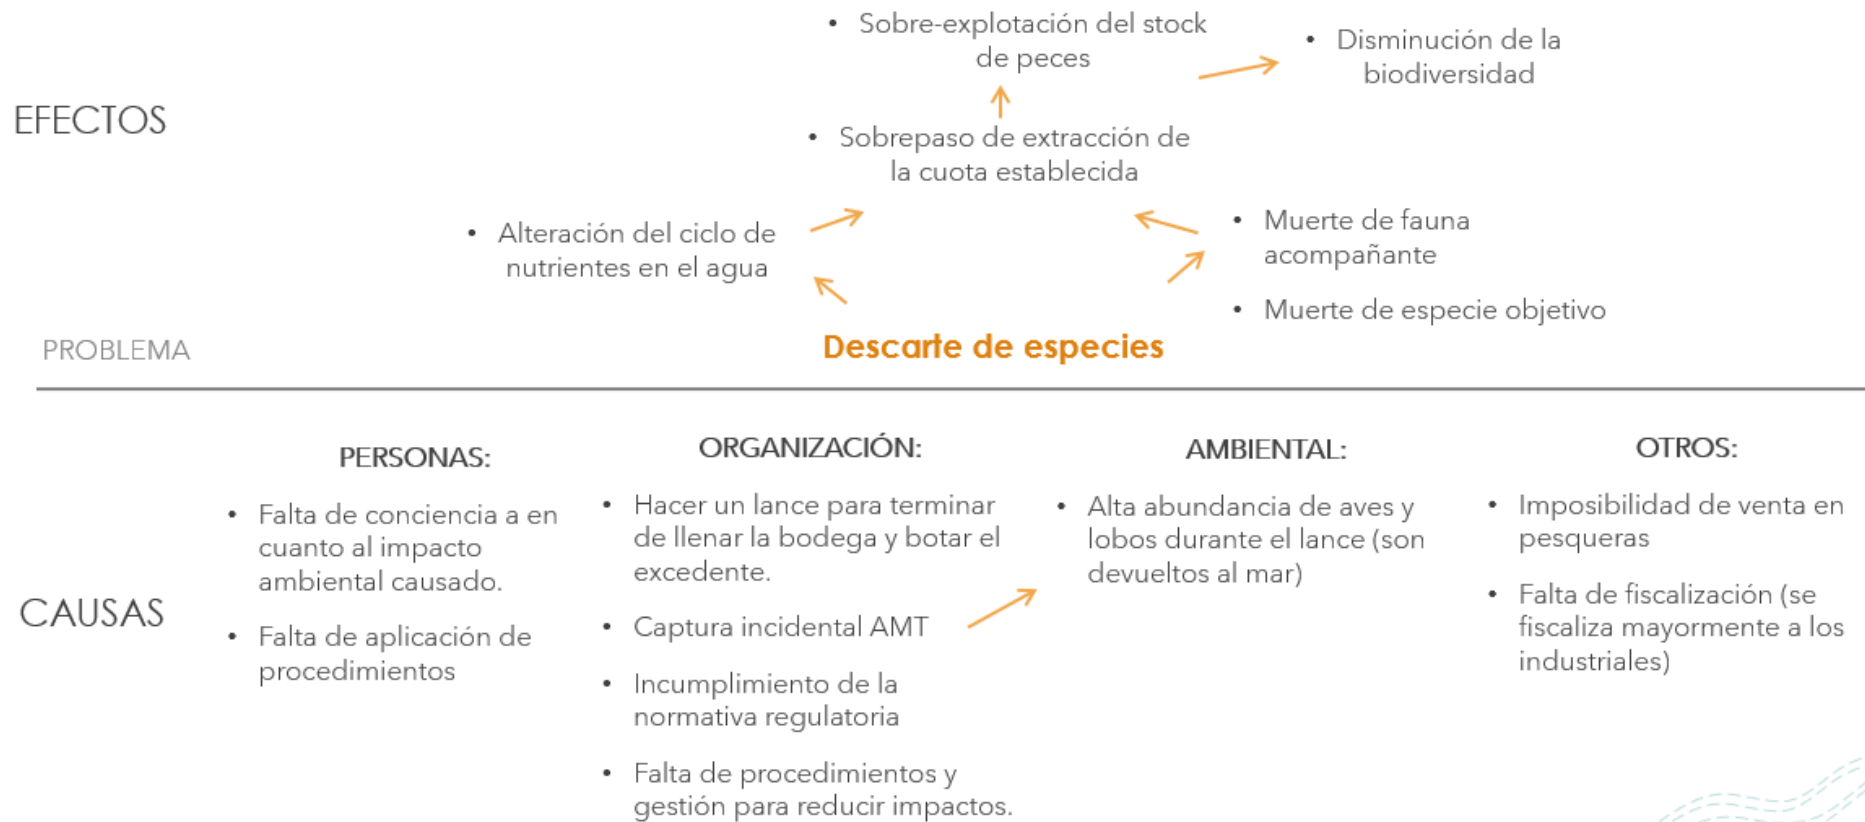 • Sobre-explotación del stock
de peces
• Disminución de la
biodiversidad
EFECTOS
• Sobrepaso de extracción de
la cuota establecida
• Alteración del ciclo de
nutrientes en el agua
• Muerte de fauna
acompañante
• Muerte de especie objetivo
PROBLEMA
Descarte de especies
CAUSAS
PERSONAS:
• Falta de conciencia a en
cuanto al impacto
ambiental causado.
• Falta de aplicación de
procedimientos
ORGANIZACIÓN:
• Hacer un lance para terminar
de llenar la bodega y botar el
excedente.
• Captura incidental AMT
• Incumplimiento de la
normativa regulatoria
• Falta de procedimientos y
gestión para reducir impactos.
AMBIENTAL:
• Alta abundancia de aves y
lobos durante el lance (son
devueltos al mar)
OTROS:
• Imposibilidad de venta en
pesqueras
• Falta de fiscalización (se
fiscaliza mayormente a los
industriales)